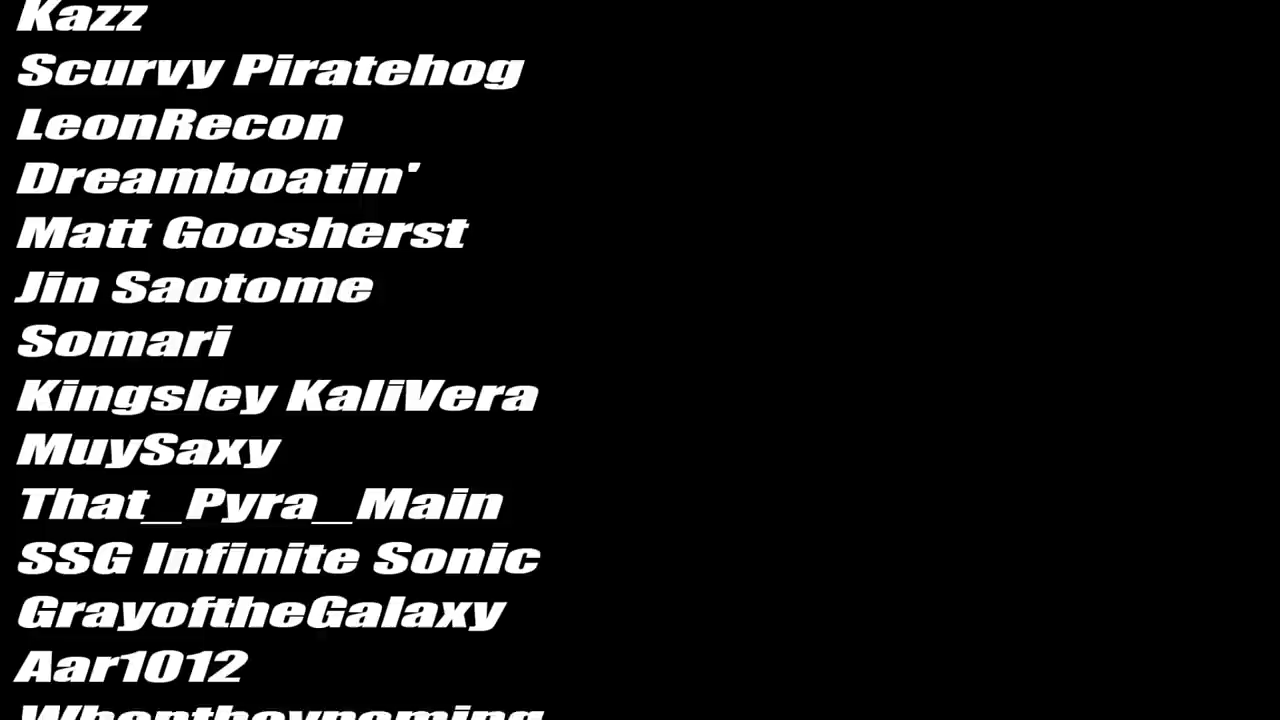 Kazz
Scurvy Piratehog
LeonRecon
Dreamboatin'
Matt Goosherst
Jin Saotome
Somari
Kingsley KaliVera
MuySaxy
That_Pyra_Main
SSG Infinite Sonic
GrayoftheGalaxy
Aar1012